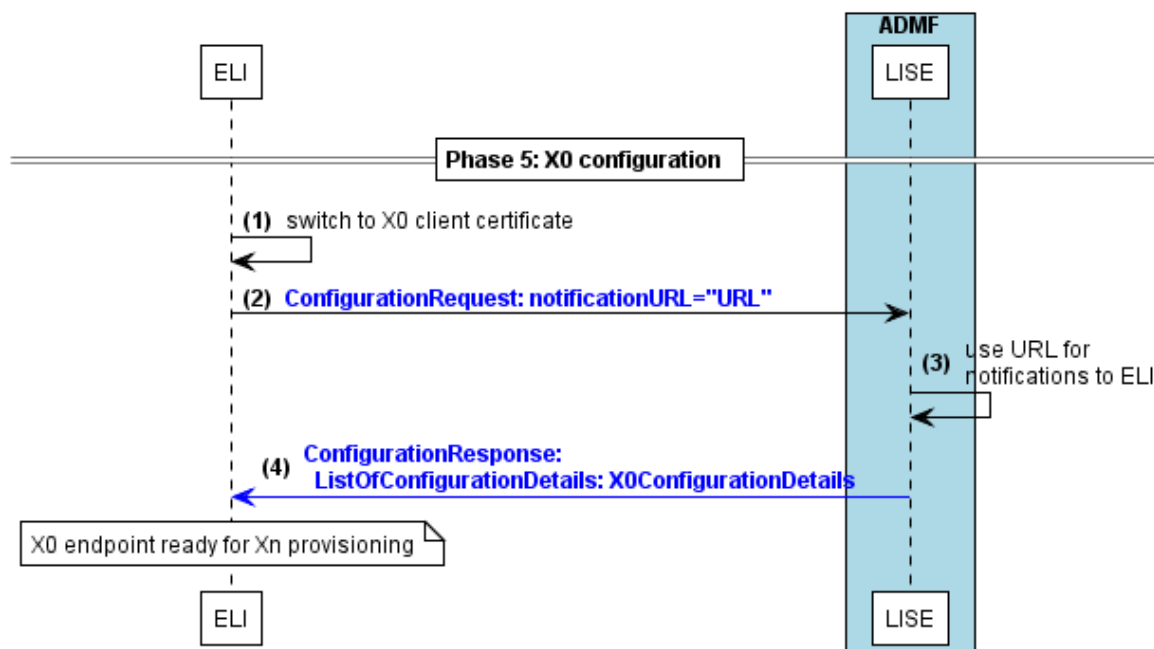 ADMF
ELI
LISE
Phase 5: X0 configuration
(1) switch to X0 client certificate
(2) ConfigurationRequest: notificationURL="URL"
(3) use URL for
notifications to ELI
(4) ConfigurationResponse:
ListOfConfigurationDetails: X0ConfigurationDetails
X0 endpoint ready for Xn provisioning
ELI
LISE